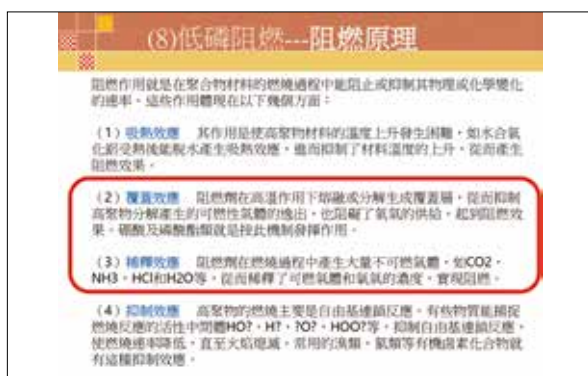 (8)低磷阻燃---阻燃原理
阻燃作用就是在聚合物材料的燃燒過程中能阻止或抑制其物理或化學變化
的速率。這些作用體現在以下幾個方面：
(1) 吸熱效應 其作用是使高聚物材料的溫度上升發生困難，如水合氧
化鋁受熱後能脫水產生吸熱效應，進而抑制了材料溫度的上升，從而產生
阻燃效果。
(2) 覆蓋效應 阻燃劑在高溫作用下熔融或分解生成覆蓋層，從而抑制
高聚物分解產生的可燃性氣體的逸出，也阻礙了氧氣的供給，起到阻燃效
果。硼酸及磷酸酯類就是按此機制發揮作用。
(3) 稀釋效應 阻燃劑在燃燒過程中產生大量不可燃氣體，如CO2，
NH3，HCl和H2O等，從而稀釋了可燃氣體和氧氣的濃度，實現阻燃。
(4) 抑制效應 高聚物的燃燒主要是自由基連鎖反應，有些物質能捕捉
燃燒反應的活性中間體HO?，H?，?O?，HOO?等，抑制自由基連鎖反應，
使燃燒速率降低，直至火焰熄滅，常用的溴類、氯類等有機鹵素化合物就
有這種抑制效應。